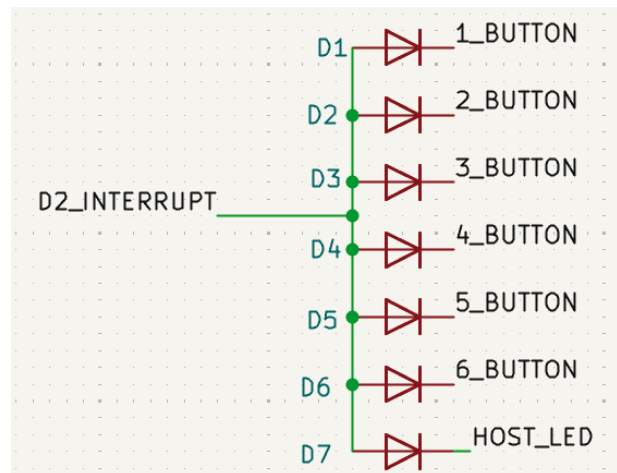 D1 1_BUTTON
D2 2_BUTTON
D3 3_BUTTON
D2_INTERRUPT
D4 4_BUTTON
D5 5_BUTTON
D6 6_BUTTON
D7 HOST_LED